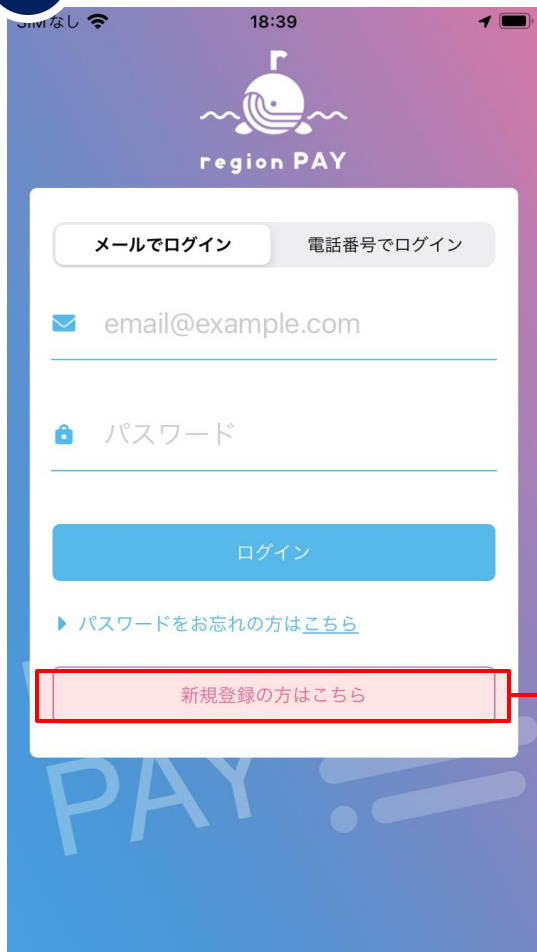 SIMなし 18:39
r
region PAY
メールでログイン 電話番号でログイン
email@example.com
パスワード
ログイン
パスワードをお忘れの方はこちら
新規登録の方はこちら
PAY